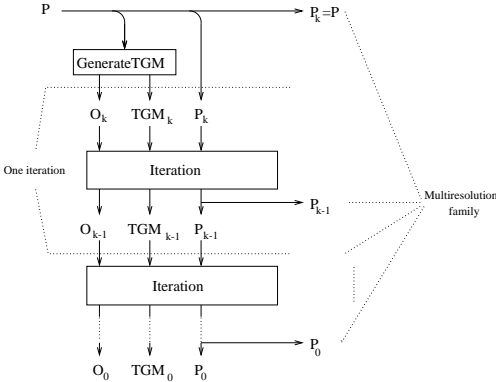 P
P_k=P
GenerateTGM
O_k TGM_k P_k
One iteration
Iteration
Multiresolution
family
P_k-1
O_k-1 TGM_k-1 P_k-1
Iteration
P_0
O_0 TGM_0 P_0